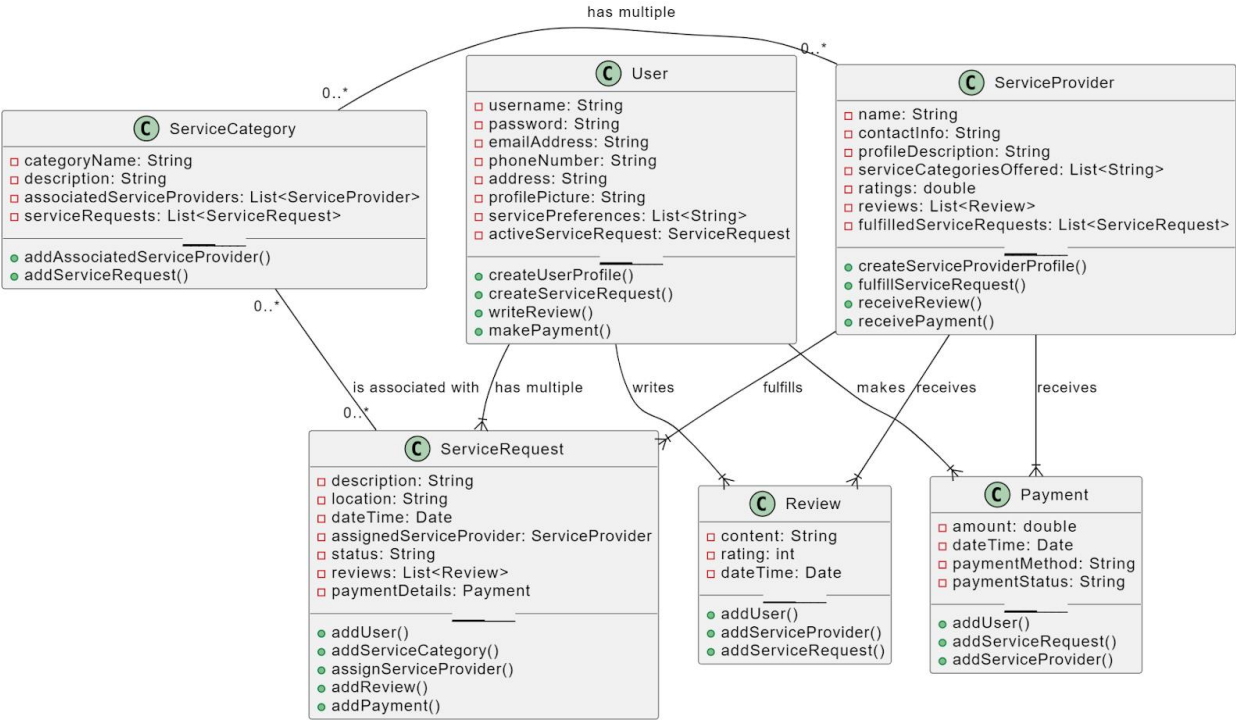 has multiple
0..*
0..*
C ServiceCategory
categoryName: String
description: String
associatedServiceProviders: List<ServiceProvider>
serviceRequests: List<ServiceRequest>
addAssociatedServiceProvider()
addServiceRequest()
C User
username: String
password: String
emailAddress: String
phoneNumber: String
address: String
profilePicture: String
servicePreferences: List<String>
activeServiceRequest: ServiceRequest
createUserProfile()
createServiceRequest()
writeReview()
makePayment()
C ServiceProvider
name: String
contactInfo: String
profileDescription: String
serviceCategoriesOffered: List<String>
ratings: double
reviews: List<Review>
fulfilledServiceRequests: List<ServiceRequest>
createServiceProviderProfile()
fulfillServiceRequest()
receiveReview()
receivePayment()
0..*
is associated with
has multiple
writes
fulfills
makes
receives
receives
0..*
C ServiceRequest
description: String
location: String
dateTime: Date
assignedServiceProvider: ServiceProvider
status: String
reviews: List<Review>
paymentDetails: Payment
addUser()
addServiceCategory()
assignServiceProvider()
addReview()
addPayment()
C Review
content: String
rating: int
dateTime: Date
addUser()
addServiceProvider()
addServiceRequest()
C Payment
amount: double
dateTime: Date
paymentMethod: String
paymentStatus: String
addUser()
addServiceRequest()
addServiceProvider()